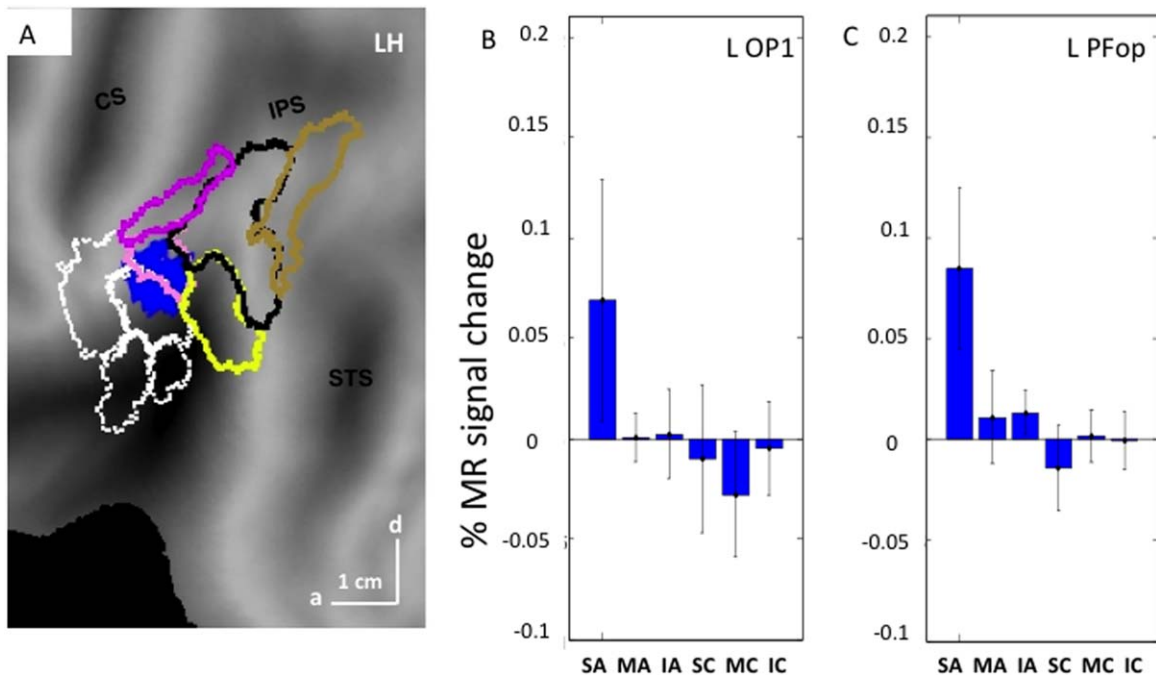 A
LH
CS
IPS
STS
d
1 cm
a
B
L OP1
% MR signal change
0.2
0.15
0.1
0.05
0
-0.05
-0.1
SA MA IA SC MC IC
C
L PFop
0.2
0.15
0.1
0.05
0
-0.05
-0.1
SA MA IA SC MC IC